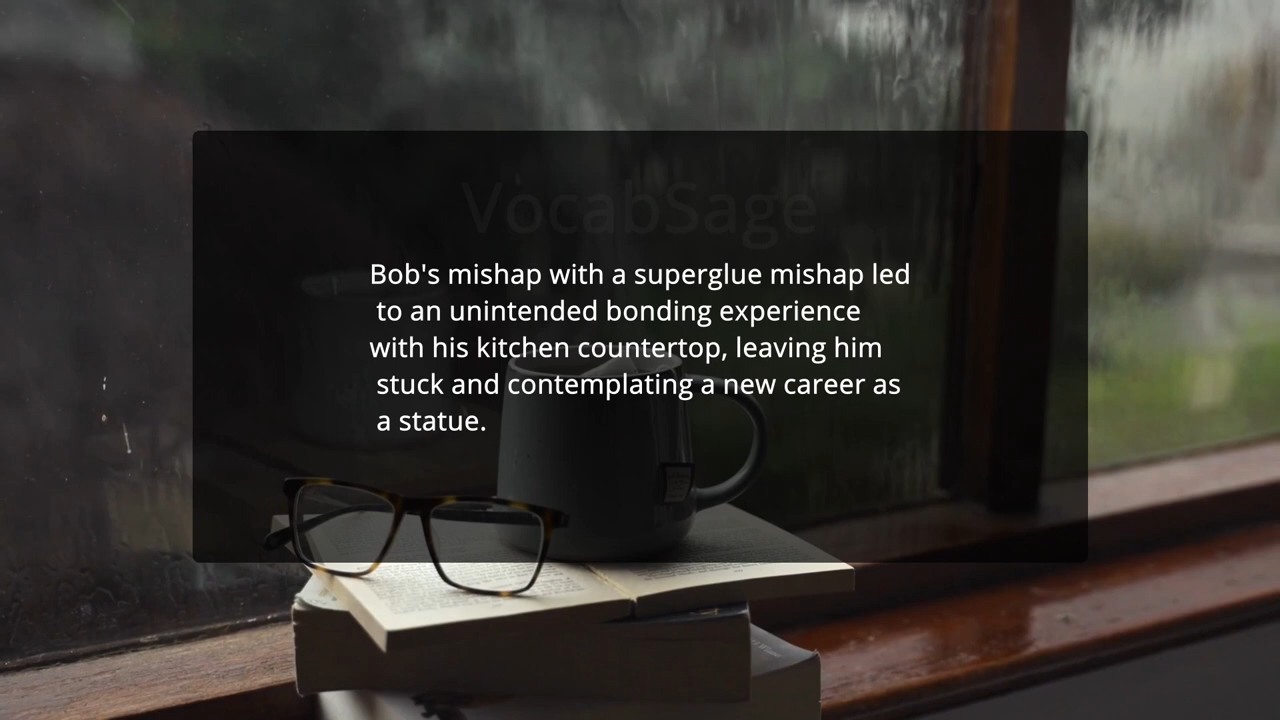 VocabSage
Bob's mishap with a superglue mishap led
to an unintended bonding experience
with his kitchen countertop, leaving him
stuck and contemplating a new career as
a statue.